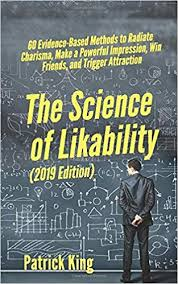 60 Evidence-Based Methods to Radiate
Charisma, Make a Powerful Impression, Win
Friends, and Trigger Attraction
The Science
of Likability
(2019 Edition)
Patrick King